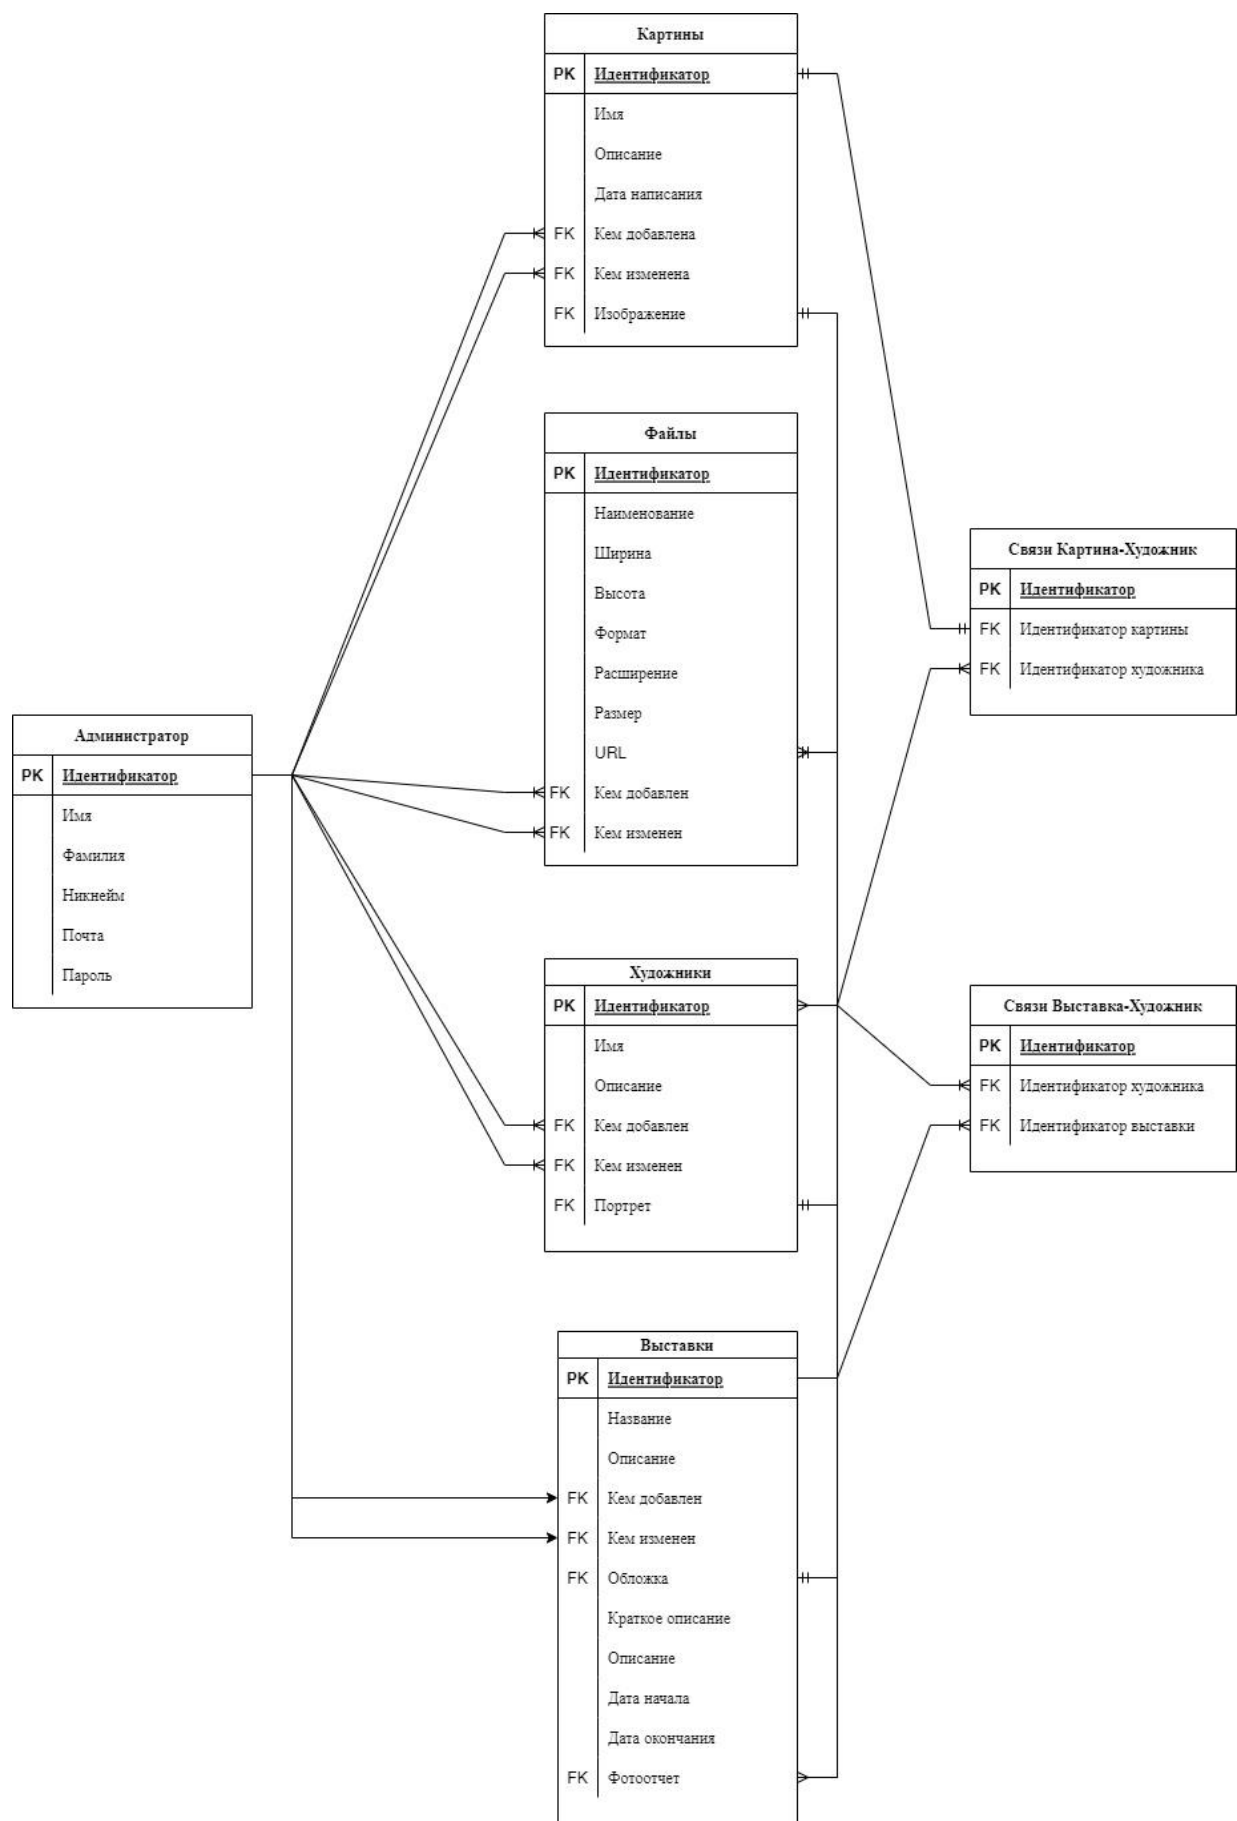 Картины
PK Идентификатор
Имя
Описание
Дата написания
FK Кем добавлена
FK Кем изменена
FK Изображение
Файлы
PK Идентификатор
Наименование
Ширина
Высота
Формат
Расширение
Размер
URL
FK Кем добавлен
FK Кем изменен
Связи Картина-Художник
PK Идентификатор
FK Идентификатор картины
FK Идентификатор художника
Администратор
PK Идентификатор
Имя
Фамилия
Никнейм
Почта
Пароль
Художники
PK Идентификатор
Имя
Описание
FK Кем добавлен
FK Кем изменен
FK Портрет
Связи Выставка-Художник
PK Идентификатор
FK Идентификатор художника
FK Идентификатор выставки
Выставки
PK Идентификатор
Название
Описание
FK Кем добавлен
FK Кем изменен
FK Обложка
Краткое описание
Описание
Дата начала
Дата окончания
FK Фотоотчет